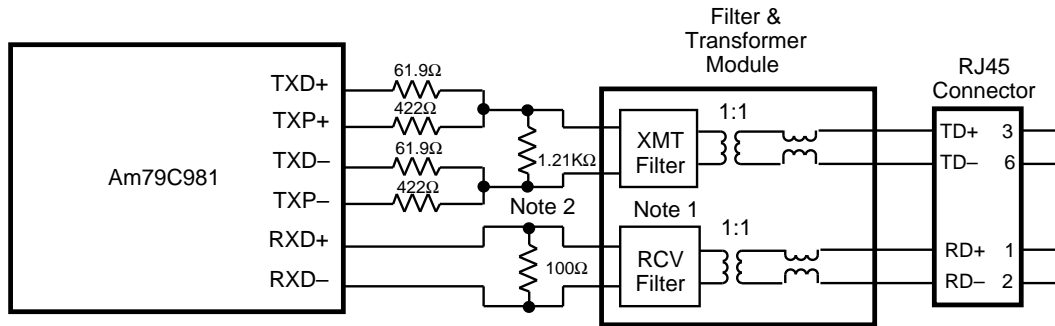 Filter &
Transformer
Module
RJ45
Connector
Am79C981
TXD+
TXP+
TXD–
TXP–
RXD+
RXD–
61.9Ω
422Ω
61.9Ω
422Ω
1.21KΩ
Note 2
100Ω
XMT
Filter
1:1
Note 1
RCV
Filter
1:1
TD+ 3
TD– 6
RD+ 1
RD– 2